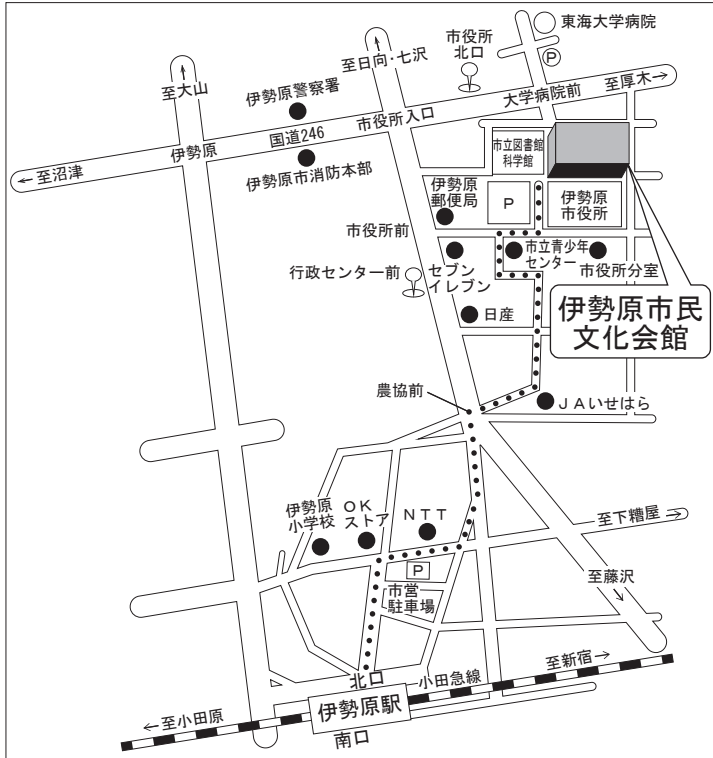 東海大学病院
P
市役所
北口
至日向・七沢
至大山
伊勢原警察署
大学病院前
至厚木→
市役所入口
国道246
伊勢原
←至沼津
伊勢原市消防本部
市立図書館
科学館
伊勢原
郵便局
P
伊勢原
市役所
市役所前
市立青少年
センター
市役所分室
行政センター前
セブン
イレブン
日産
伊勢原市民
文化会館
農協前
JAいせはら
伊勢原
小学校
OK
ストア
NTT
至下糟屋→
P
市営
駐車場
至藤沢
北口
小田急線
至新宿→
伊勢原駅
←至小田原
南口